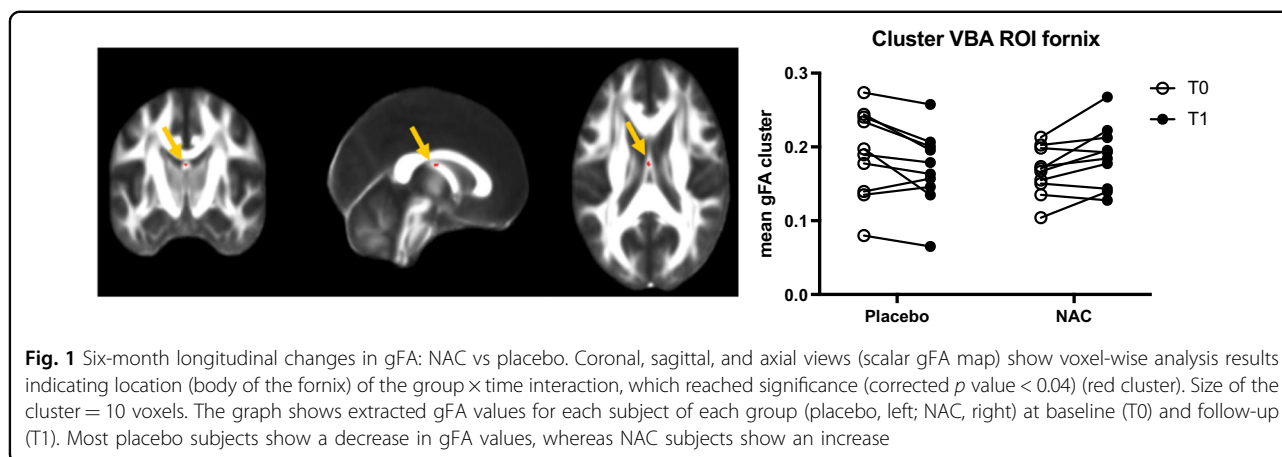 Cluster VBA ROI fornix
mean gFA cluster
0.3
0.2
0.1
0.0
Placebo
NAC
T0
T1
Fig. 1 Six-month longitudinal changes in gFA: NAC vs placebo. Coronal, sagittal, and axial views (scalar gFA map) show voxel-wise analysis results
indicating location (body of the fornix) of the group × time interaction, which reached significance (corrected p value < 0.04) (red cluster). Size of the
cluster = 10 voxels. The graph shows extracted gFA values for each subject of each group (placebo, left; NAC, right) at baseline (T0) and follow-up
(T1). Most placebo subjects show a decrease in gFA values, whereas NAC subjects show an increase